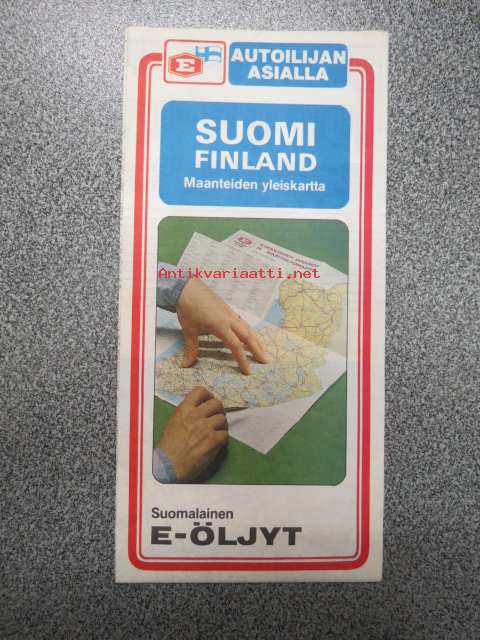 E
AUTOILIJAN
ASIALLA
SUOMI
FINLAND
Maanteiden yleiskartta
Antikvariaatti.net
Suomalainen
E-ÖLJYT